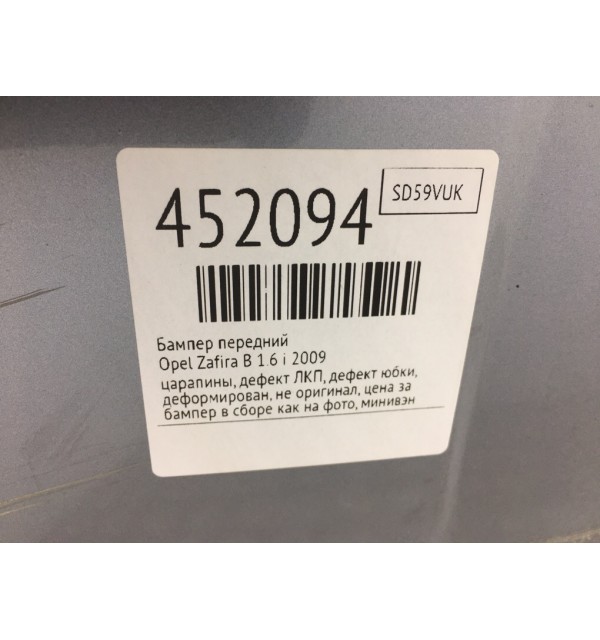 452094
SD59VUK
Бампер передний
Opel Zafira B 1.6 i 2009
царапины, дефект ЛКП, дефект юбки,
деформирован, не оригинал, цена за
бампер в сборе как на фото, минивэн